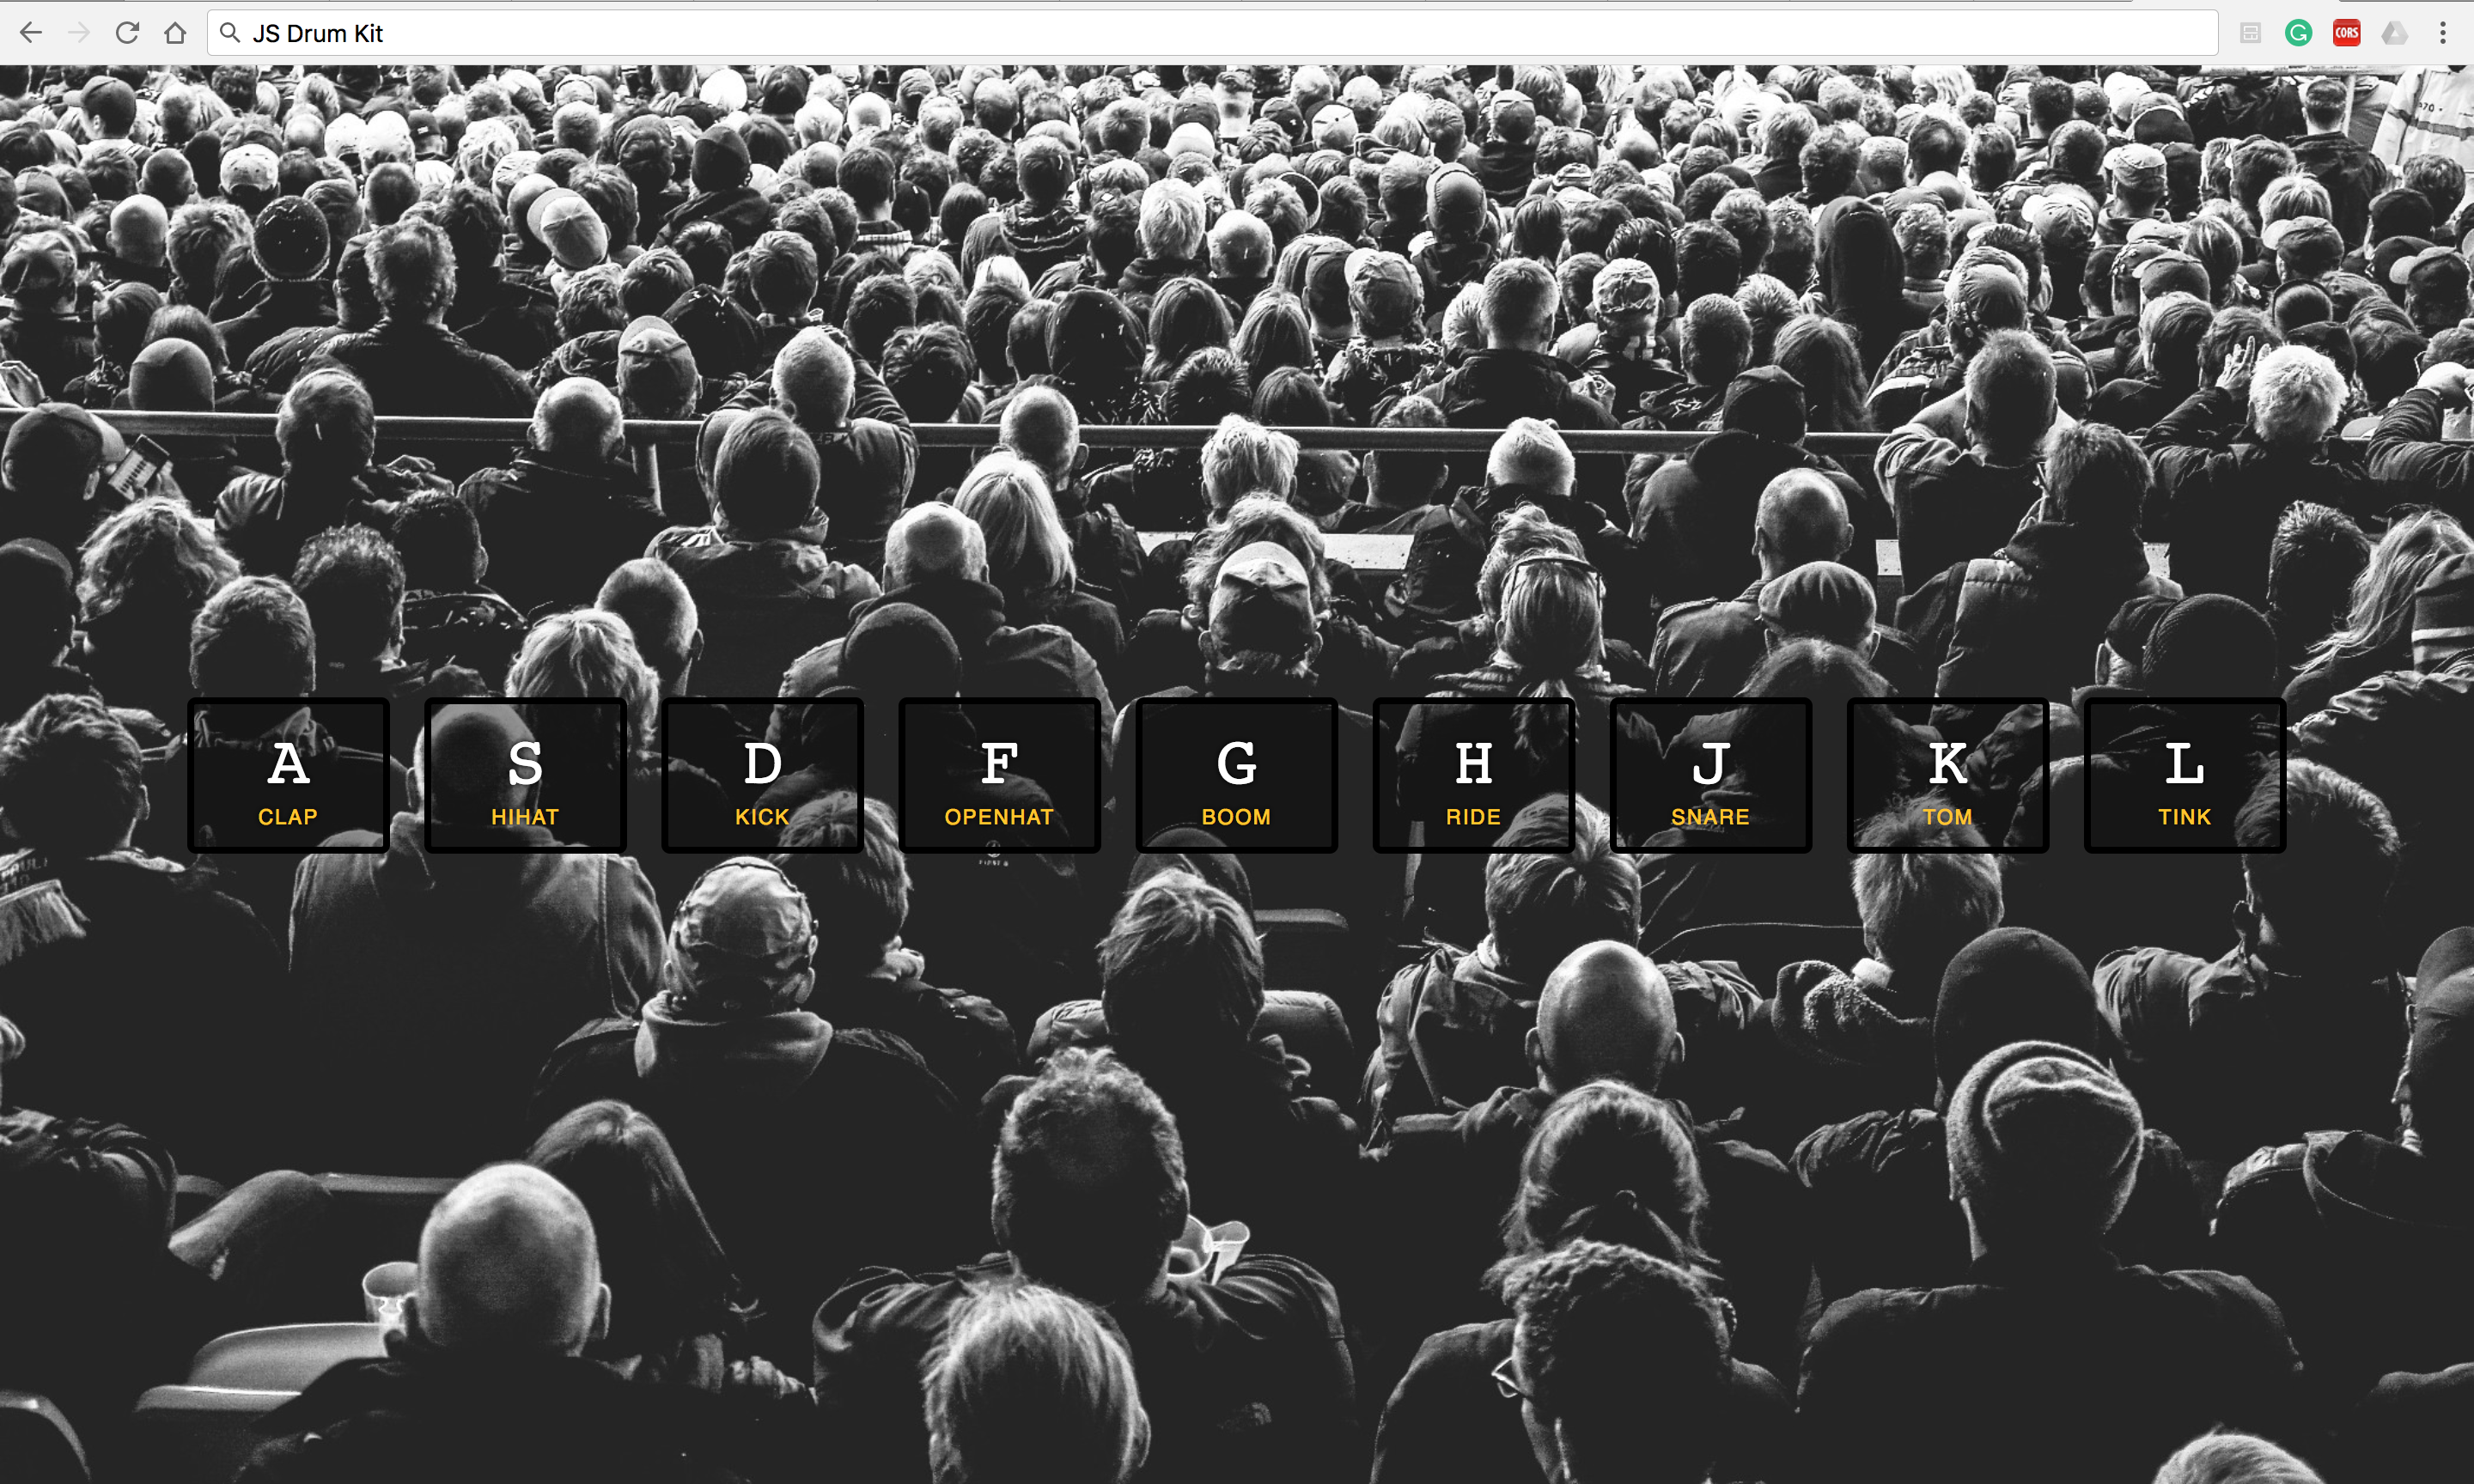 JS Drum Kit
CORS
A S D F G H J K L
CLAP HIHAT KICK OPENHAT BOOM RIDE SNARE TOM TINK